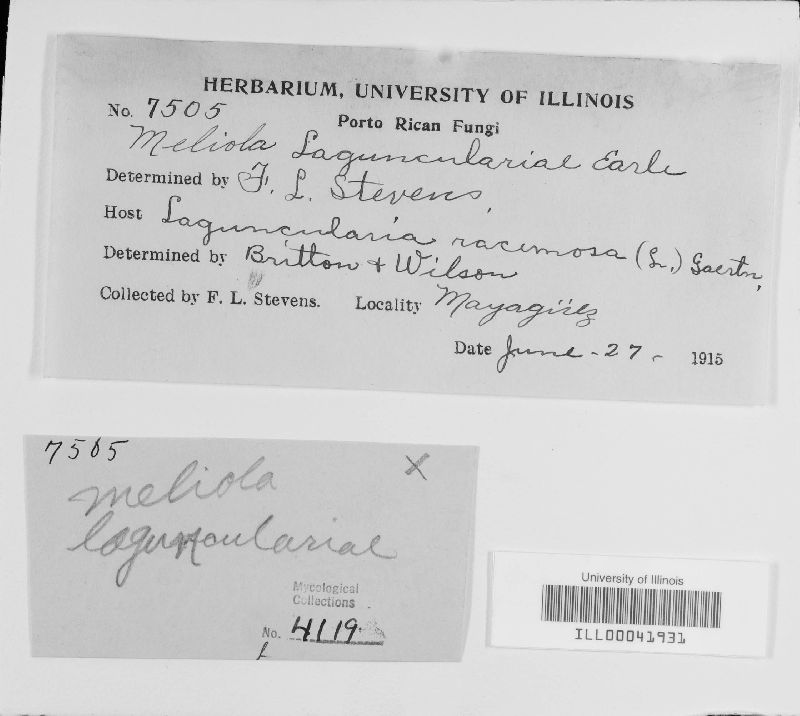 HERBARIUM, UNIVERSITY OF ILLINOIS
No. 7505
Porto Rican Fungi
Meliola Laguncularial Earle
Determined by F. L. Stevens,
Host Laguncularia racemosa (L.) Gaertn,
Determined by Britton + Wilson
Collected by F. L. Stevens. Locality Mayagüez
Date June - 27 - 1915
7505
X
meliola
laguncularial
Mycological
Collections
No. 4119
University of Illinois
ILL00041931